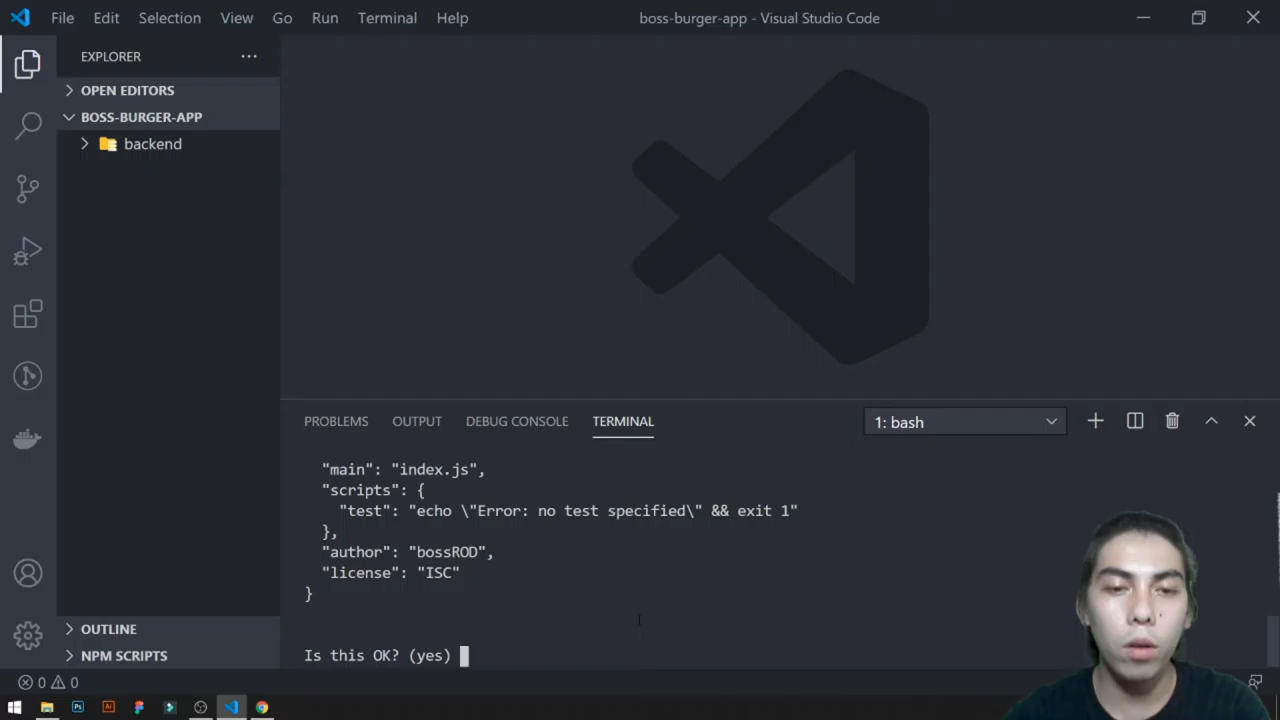 File Edit Selection View Go Run Terminal Help
boss-burger-app - Visual Studio Code
EXPLORER
OPEN EDITORS
BOSS-BURGER-APP
backend
OUTLINE
NPM SCRIPTS
PROBLEMS OUTPUT DEBUG CONSOLE TERMINAL
1: bash
"main": "index.js",
"scripts": {
"test": "echo \"Error: no test specified\" && exit 1"
},
"author": "bossROD",
"license": "ISC"
}
Is this OK? (yes)
0 0
Ps Ai